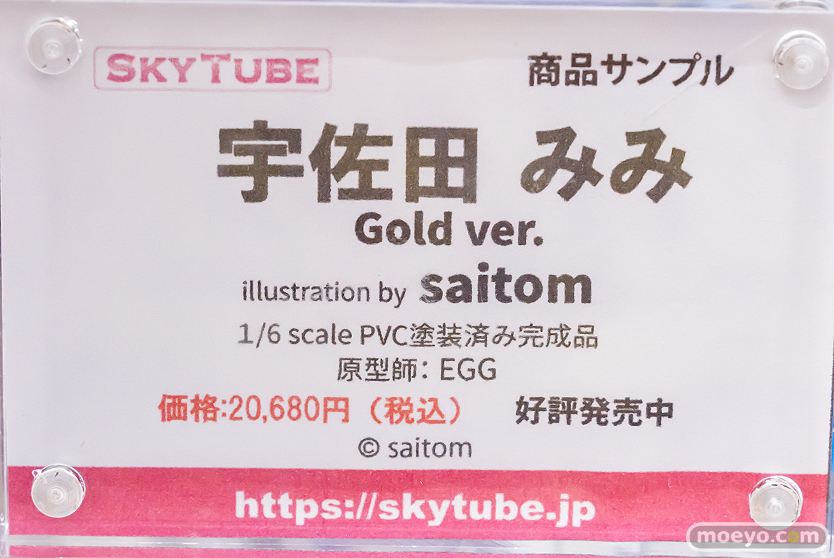 SKYTUBE 商品サンプル
宇佐田 みみ
Gold ver.
illustration by saitom
1/6 scale PVC塗装済み完成品
原型師：EGG
価格:20,680円（税込） 好評発売中
© saitom
https://skytube.jp
moeyo.com